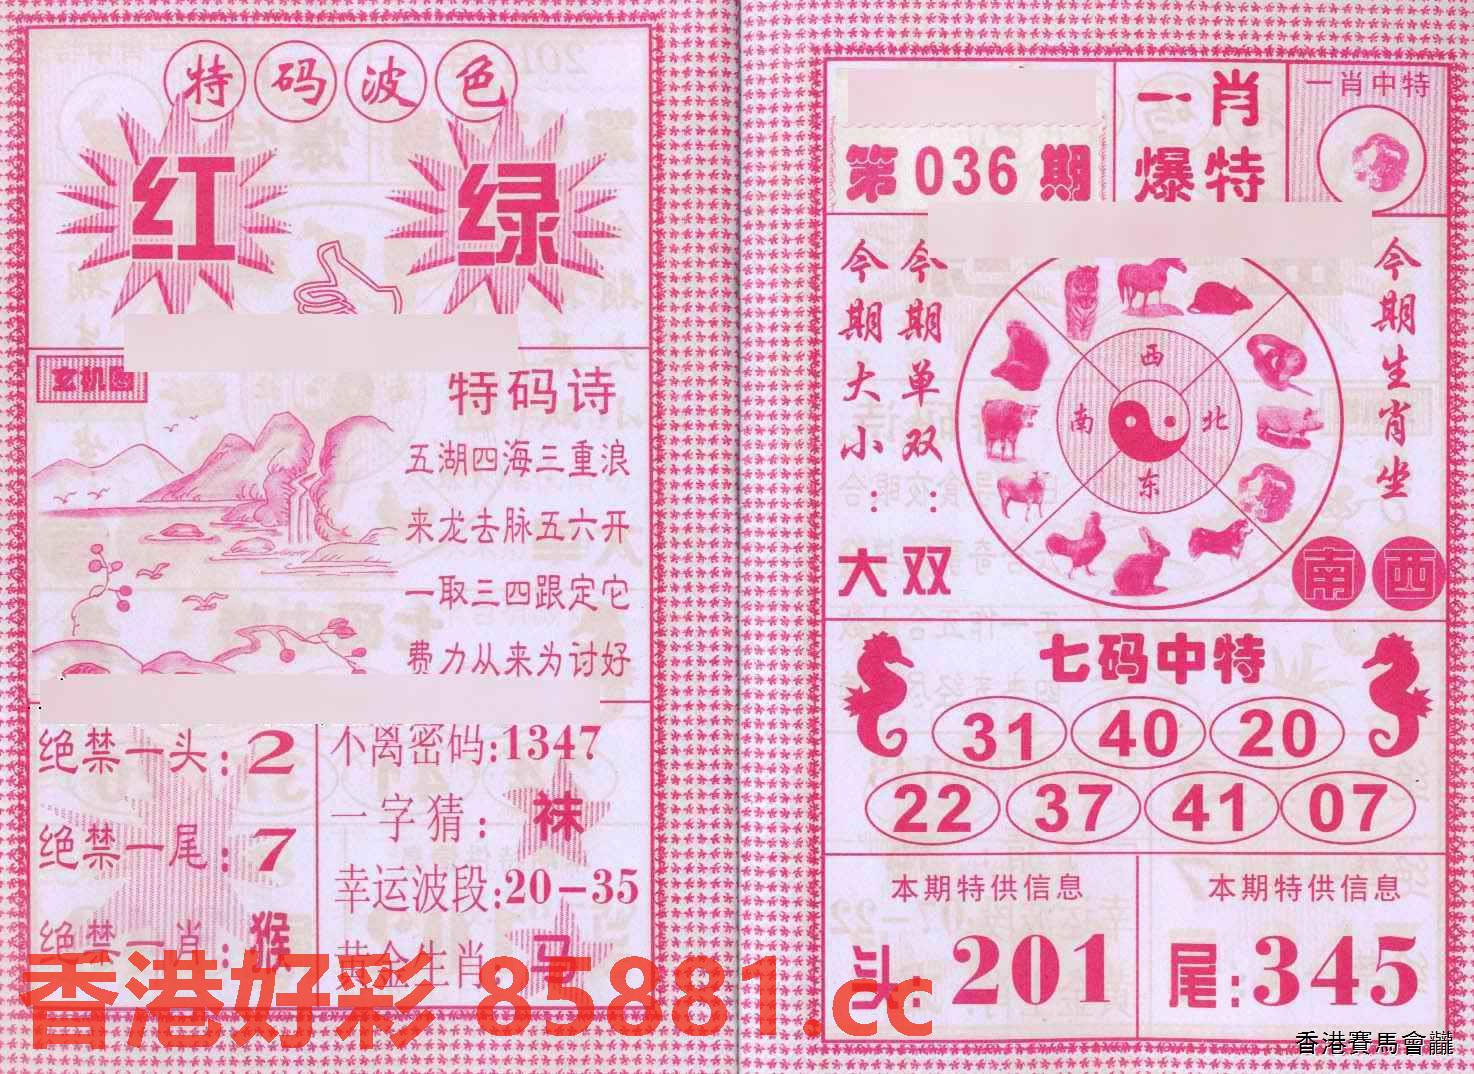 特码波色
红 绿
玄机图
特码诗
五湖四海三重浪
来龙去脉五六开
一取三四跟定它
费力从来为讨好
绝禁一头:2
绝禁一尾:7
绝禁一肖:猴
不离密码:1347
一字猜:袜
幸运波段:20-35
黄金生肖:马
香港好彩 85881.cc
第036期
一肖
爆特
一肖中特
今期大小:大
今期单双:双
西
南 北
东
今期生肖坐
南 西
七码中特
31 40 20
22 37 41 07
本期特供信息
头:201
本期特供信息
尾:345
香港賽馬會